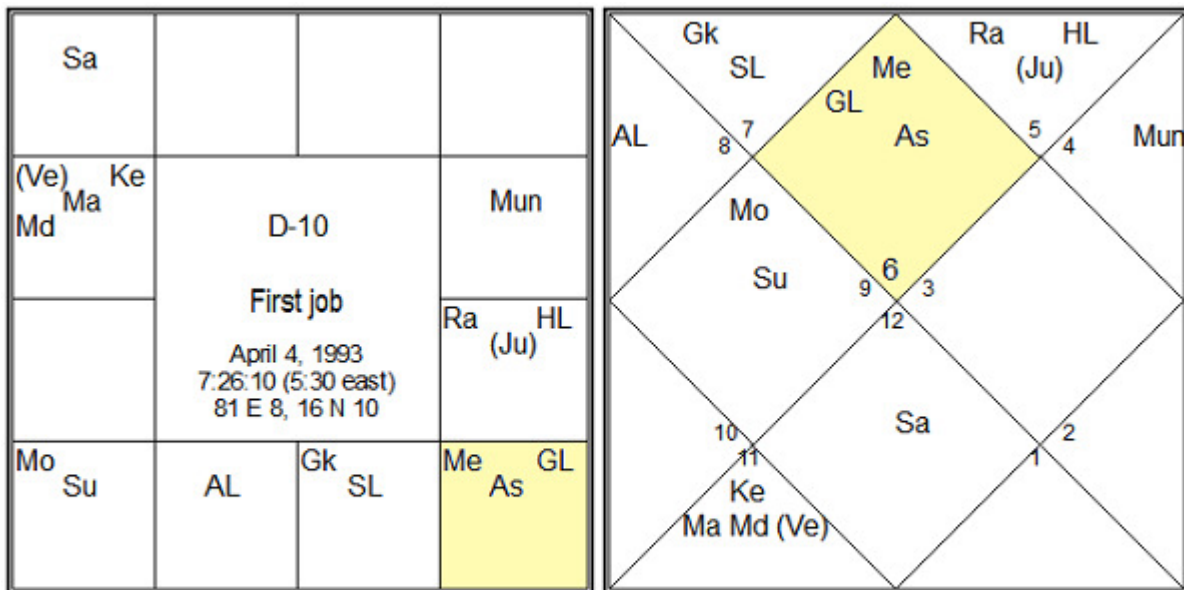 Sa
(Ve) Ke
Ma
Md
Mun
D-10
First job
April 4, 1993
7:26:10 (5:30 east)
81 E 8, 16 N 10
Ra HL
(Ju)
Mo
Su
AL
Gk
SL
Me GL
As
Gk
SL
Me
GL
As
Ra HL
(Ju)
AL
8 7
5 4
Mun
Mo
Su
6
9 3
12
Sa
10
11
2
1
Ke
Ma Md (Ve)